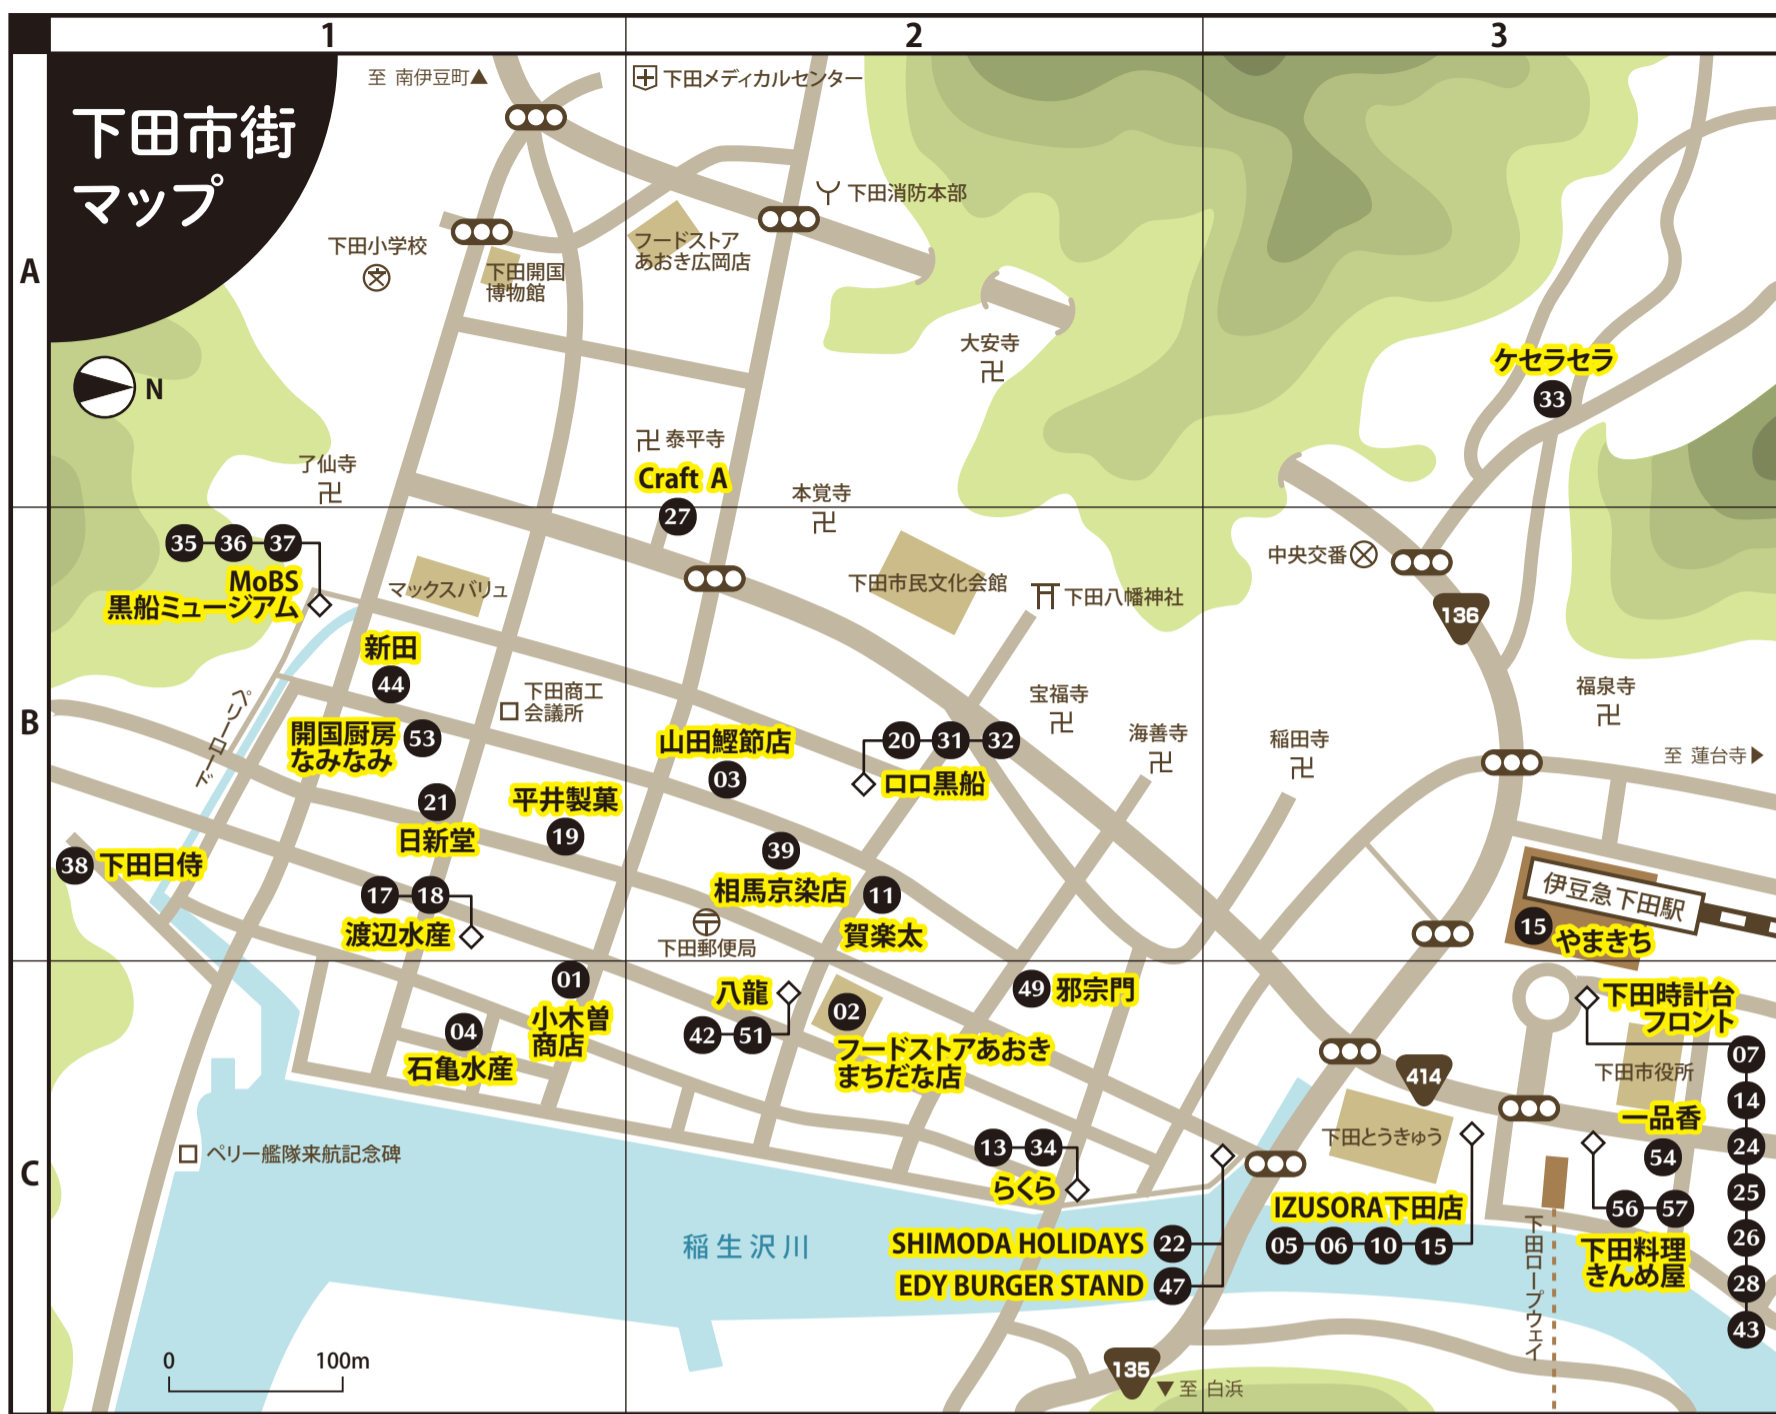 1
2
3
A
B
C
下田市街
マップ
N
至 南伊豆町▲
下田メディカルセンター
下田消防本部
下田小学校
下田開国
博物館
フードストア
あおき広岡店
大安寺
ケセラセラ
33
了仙寺
泰平寺
Craft A
27
本覚寺
35 36 37
MoBS
黒船ミュージアム
マックスバリュ
下田市民文化会館
下田八幡神社
中央交番
136
新田
44
下田商工
会議所
ペリーロード
開国厨房
なみなみ
53
山田鰹節店
03
20 31 32
ロロ黒船
宝福寺
海善寺
稲田寺
福泉寺
至 蓮台寺▶
21
日新堂
平井製菓
19
38 下田日侍
39
相馬京染店
11
賀楽太
17 18
渡辺水産
下田郵便局
伊豆急下田駅
15
やまきち
01
小木曽
商店
04
石亀水産
八龍
42 51
02
フードストアあおき
まちだな店
49 邪宗門
下田時計台
フロント
07
14
24
25
26
28
43
414
下田市役所
一品香
54
下田とうきゅう
56 57
下田料理
きんめ屋
ペリー艦隊来航記念碑
13 34
らくら
稲生沢川
SHIMODA HOLIDAYS 22
EDY BURGER STAND 47
IZUSORA下田店
05 06 10 15
下田ロープウェイ
0 100m
135
▼至 白浜